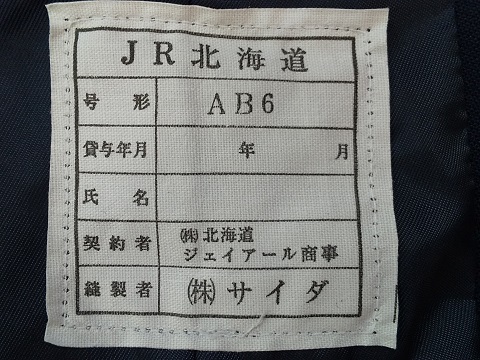 JR北海道
号形 AB6
貸与年月 年 月
氏名
契約者 ㈱北海道
ジェイアール商事
縫製者 ㈱サイダ